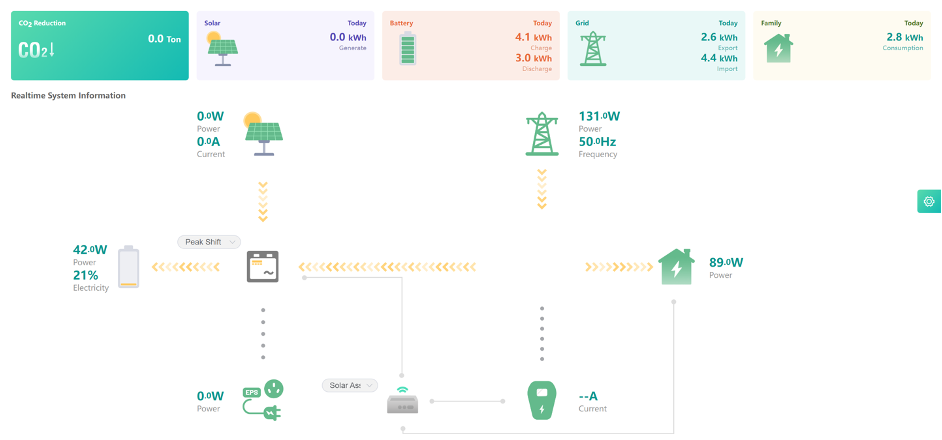 CO2 Reduction
0.0 Ton
CO2↓
Solar Today
0.0 kWh
Generate
Battery Today
4.1 kWh
Charge
3.0 kWh
Discharge
Grid Today
2.6 kWh
Export
4.4 kWh
Import
Family Today
2.8 kWh
Consumption
Realtime System Information
0.0W
Power
0.0A
Current
131.0W
Power
50.0Hz
Frequency
Peak Shift
42.0W
Power
21%
Electricity
89.0W
Power
0.0W
Power
EPS
Solar Ass
--A
Current